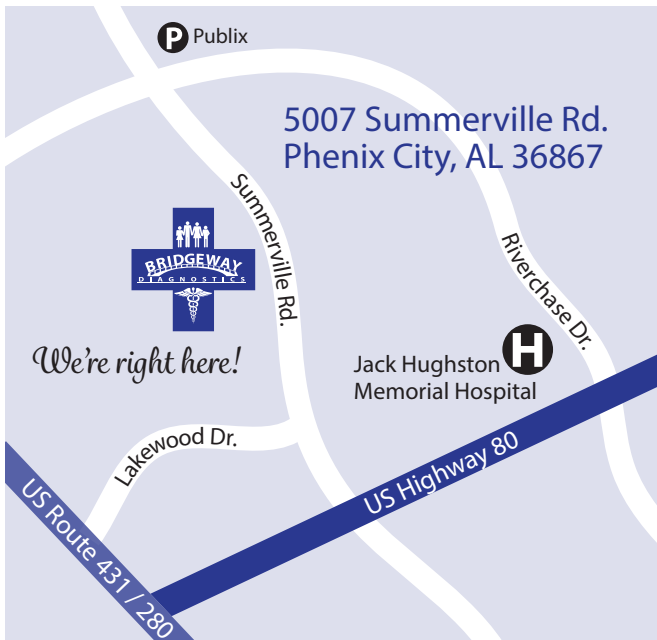 P Publix
5007 Summerville Rd.
Phenix City, AL 36867
Summerville Rd.
Riverchase Dr.
BRIDGEWAY
DIAGNOSTICS
We're right here!
H
Jack Hughston
Memorial Hospital
Lakewood Dr.
US Highway 80
US Route 431 / 280